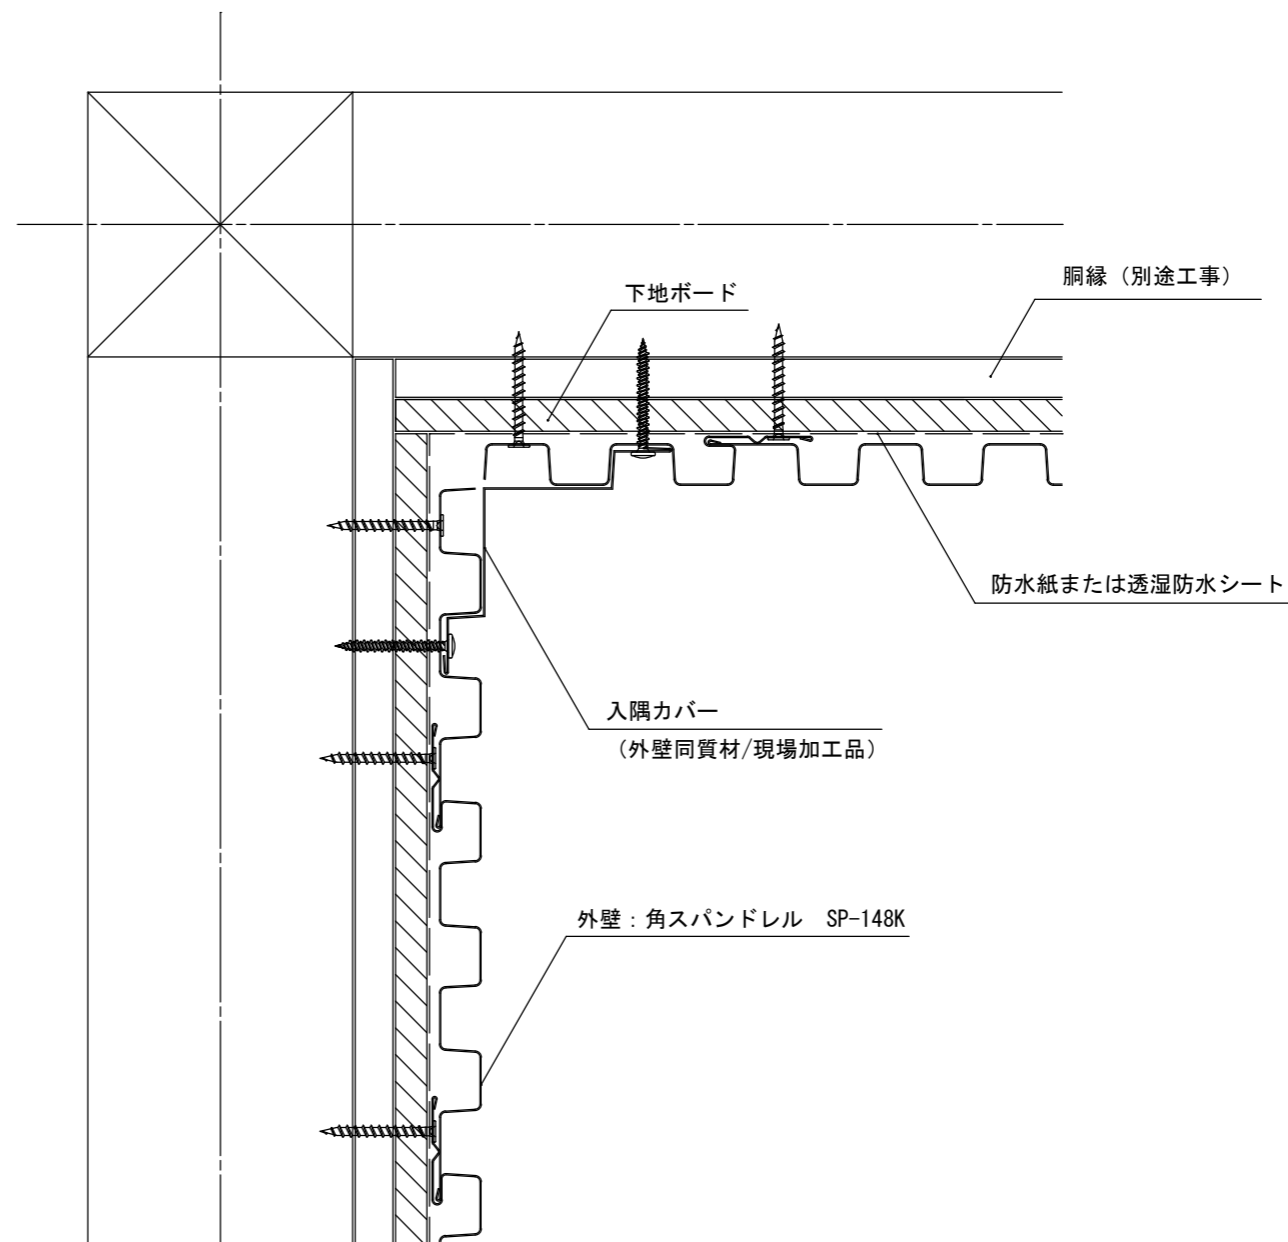 胴縁（別途工事）
下地ボード
防水紙または透湿防水シート
入隅カバー
（外壁同質材/現場加工品）
外壁：角スパンドレル　SP-148K